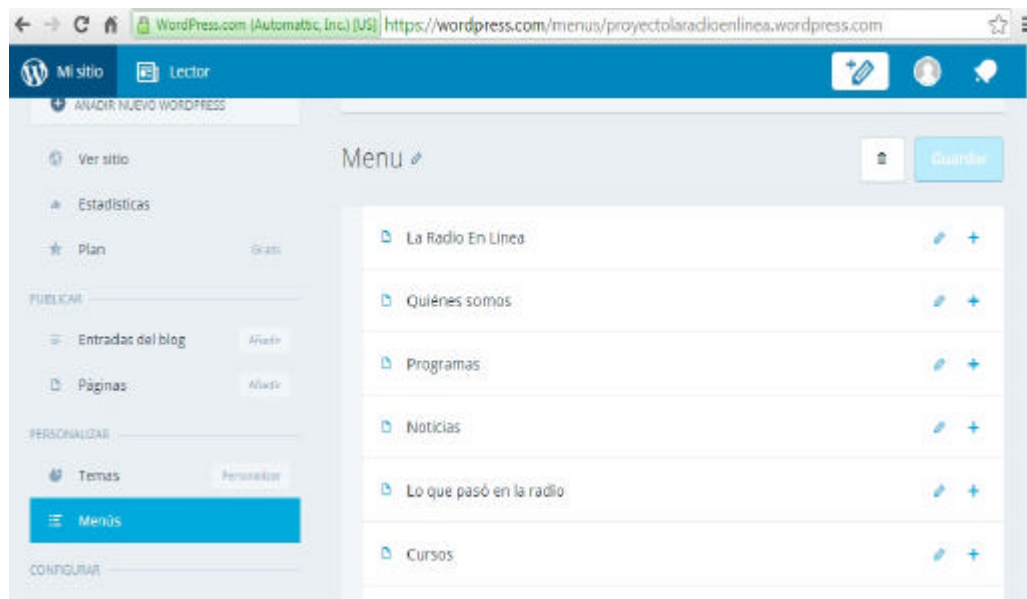 WordPress.com (Automattic, Inc.) [US] https://wordpress.com/menus/proyectolaradioenlinea.wordpress.com
Mi sitio Lector
AÑADIR NUEVO WORDPRESS
Ver sitio
Estadísticas
Plan Gratis
PUBLICAR
Entradas del blog Añadir
Páginas Añadir
PERSONALIZAR
Temas Personalizar
Menús
CONFIGURAR
Menu
Guardar
La Radio En Linea
Quiénes somos
Programas
Noticias
Lo que pasó en la radio
Cursos